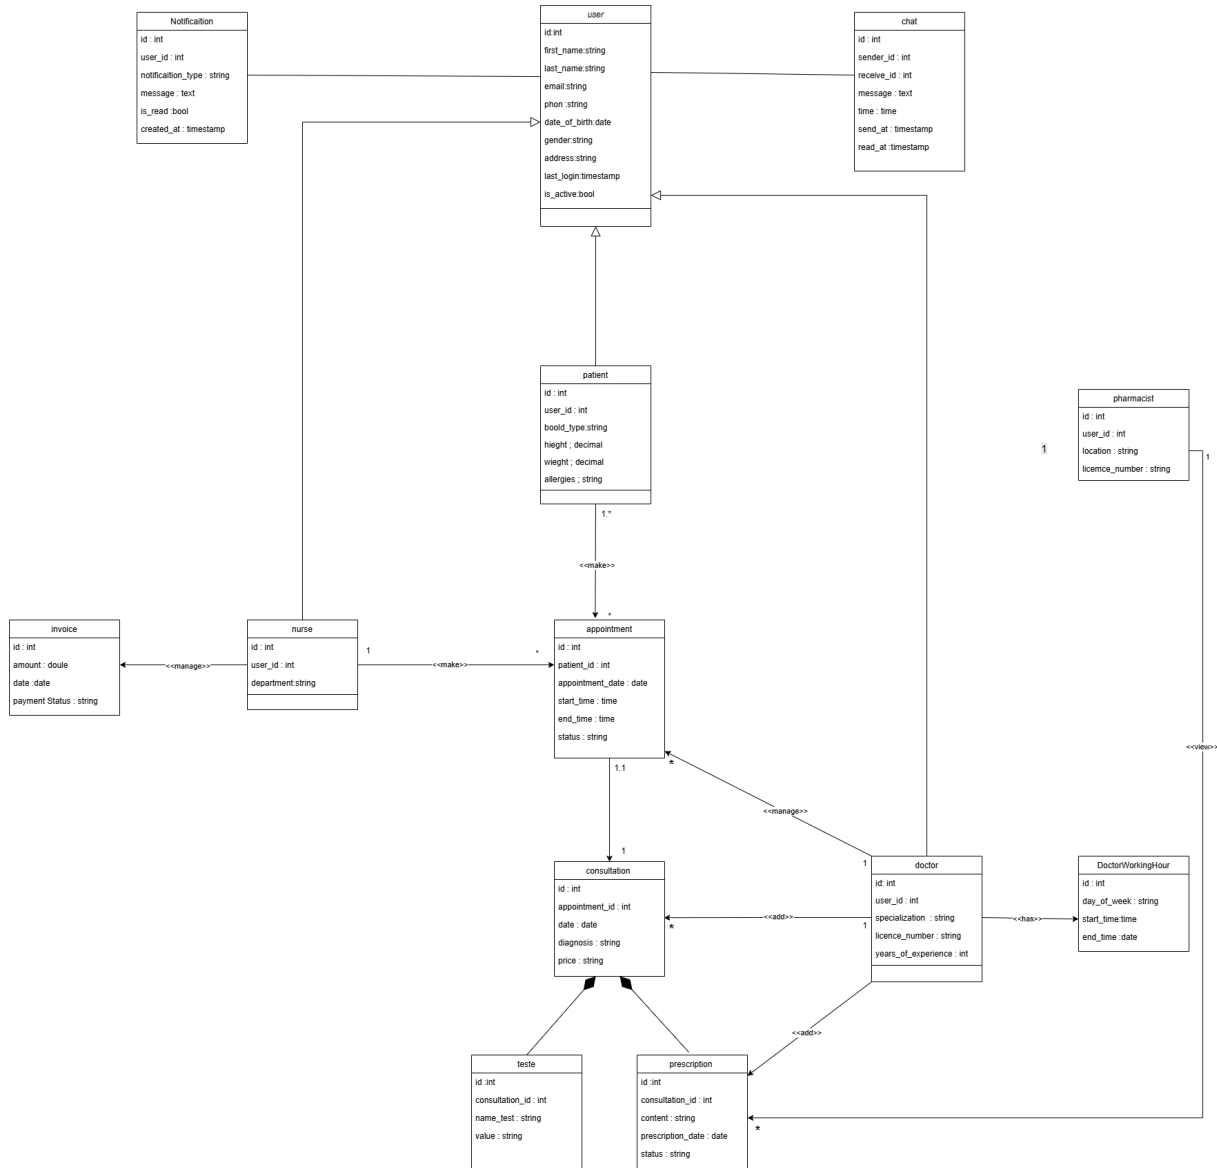 Notificaition
id : int
user_id : int
notificaition_type : string
message : text
is_read :bool
created_at : timestamp
user
id:int
first_name:string
last_name:string
email:string
phon :string
date_of_birth:date
gender:string
address:string
last_login:timestamp
is_active:bool
chat
id : int
sender_id : int
receive_id : int
message : text
time : time
send_at : timestamp
read_at :timestamp
patient
id : int
user_id : int
boold_type:string
hieght ; decimal
wieght ; decimal
allergies ; string
1.*
<<make>>
*
1
pharmacist
id : int
user_id : int
location : string
licemce_number : string
1
<<view>>
*
invoice
id : int
amount : doule
date :date
payment Status : string
<<manage>>
nurse
id : int
user_id : int
department:string
1
<<make>>
*
appointment
id : int
patient_id : int
appointment_date : date
start_time : time
end_time : time
status : string
1.1
1
*
<<manage>>
1
consultation
id : int
appointment_id : int
date : date
diagnosis : string
price : string
*
<<add>>
1
doctor
id: int
user_id : int
specialization : string
licence_number : string
years_of_experience : int
<<has>>
DoctorWorkingHour
id : int
day_of_week : string
start_time:time
end_time :date
<<add>>
teste
id :int
consultation_id : int
name_test : string
value : string
prescription
id :int
consultation_id : int
content : string
prescription_date : date
status : string